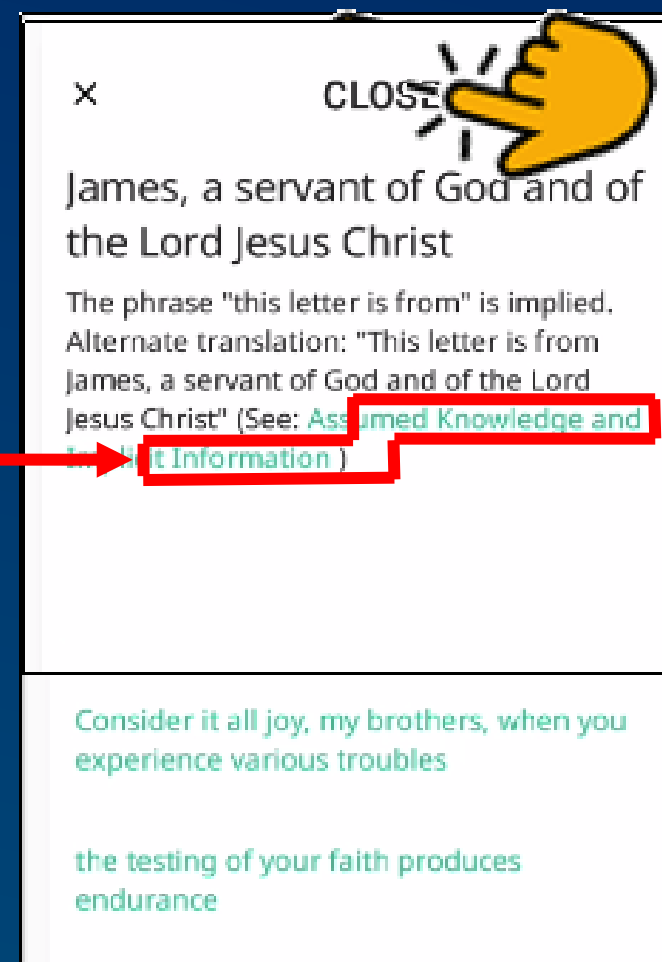 × CLOSE
James, a servant of God and of
the Lord Jesus Christ
The phrase "this letter is from" is implied.
Alternate translation: "This letter is from
James, a servant of God and of the Lord
Jesus Christ" (See: Assumed Knowledge and
Implicit Information )
Consider it all joy, my brothers, when you
experience various troubles
the testing of your faith produces
endurance